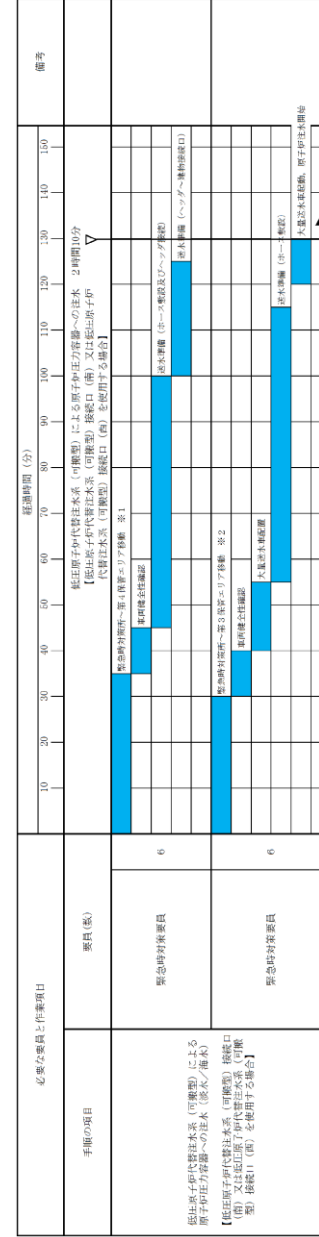 必要な要員と作業項目
経過時間（分）
備考
手順の項目
要員(数)
10 20 30 40 50 60 70 80 90 100 110 120 130 140 150
低圧原子炉代替注水系（可搬型）による原子炉圧力容器への注水 2時間10分
【低圧原子炉代替注水系（可搬型）接続口（南）又は低圧原子炉
代替注水系（可搬型）接続口（西）を使用する場合】
低圧原子炉代替注水系（可搬型）による
原子炉圧力容器への注水（淡水／海水）
【低圧原子炉代替注水系（可搬型）接続口
（南）又は低圧原子炉代替注水系（可搬
型）接続口（西）を使用する場合】
緊急時対策要員
6
緊急時対策所～第４保管エリア移動 ※１
車両健全性確認
送水準備（ホース敷設及びヘッダ接続）
送水準備（ヘッダ～建物接続口）
緊急時対策要員
6
緊急時対策所～第３保管エリア移動 ※２
車両健全性確認
大量送水車配置
送水準備（ホース敷設）
大量送水車起動，原子炉注水開始